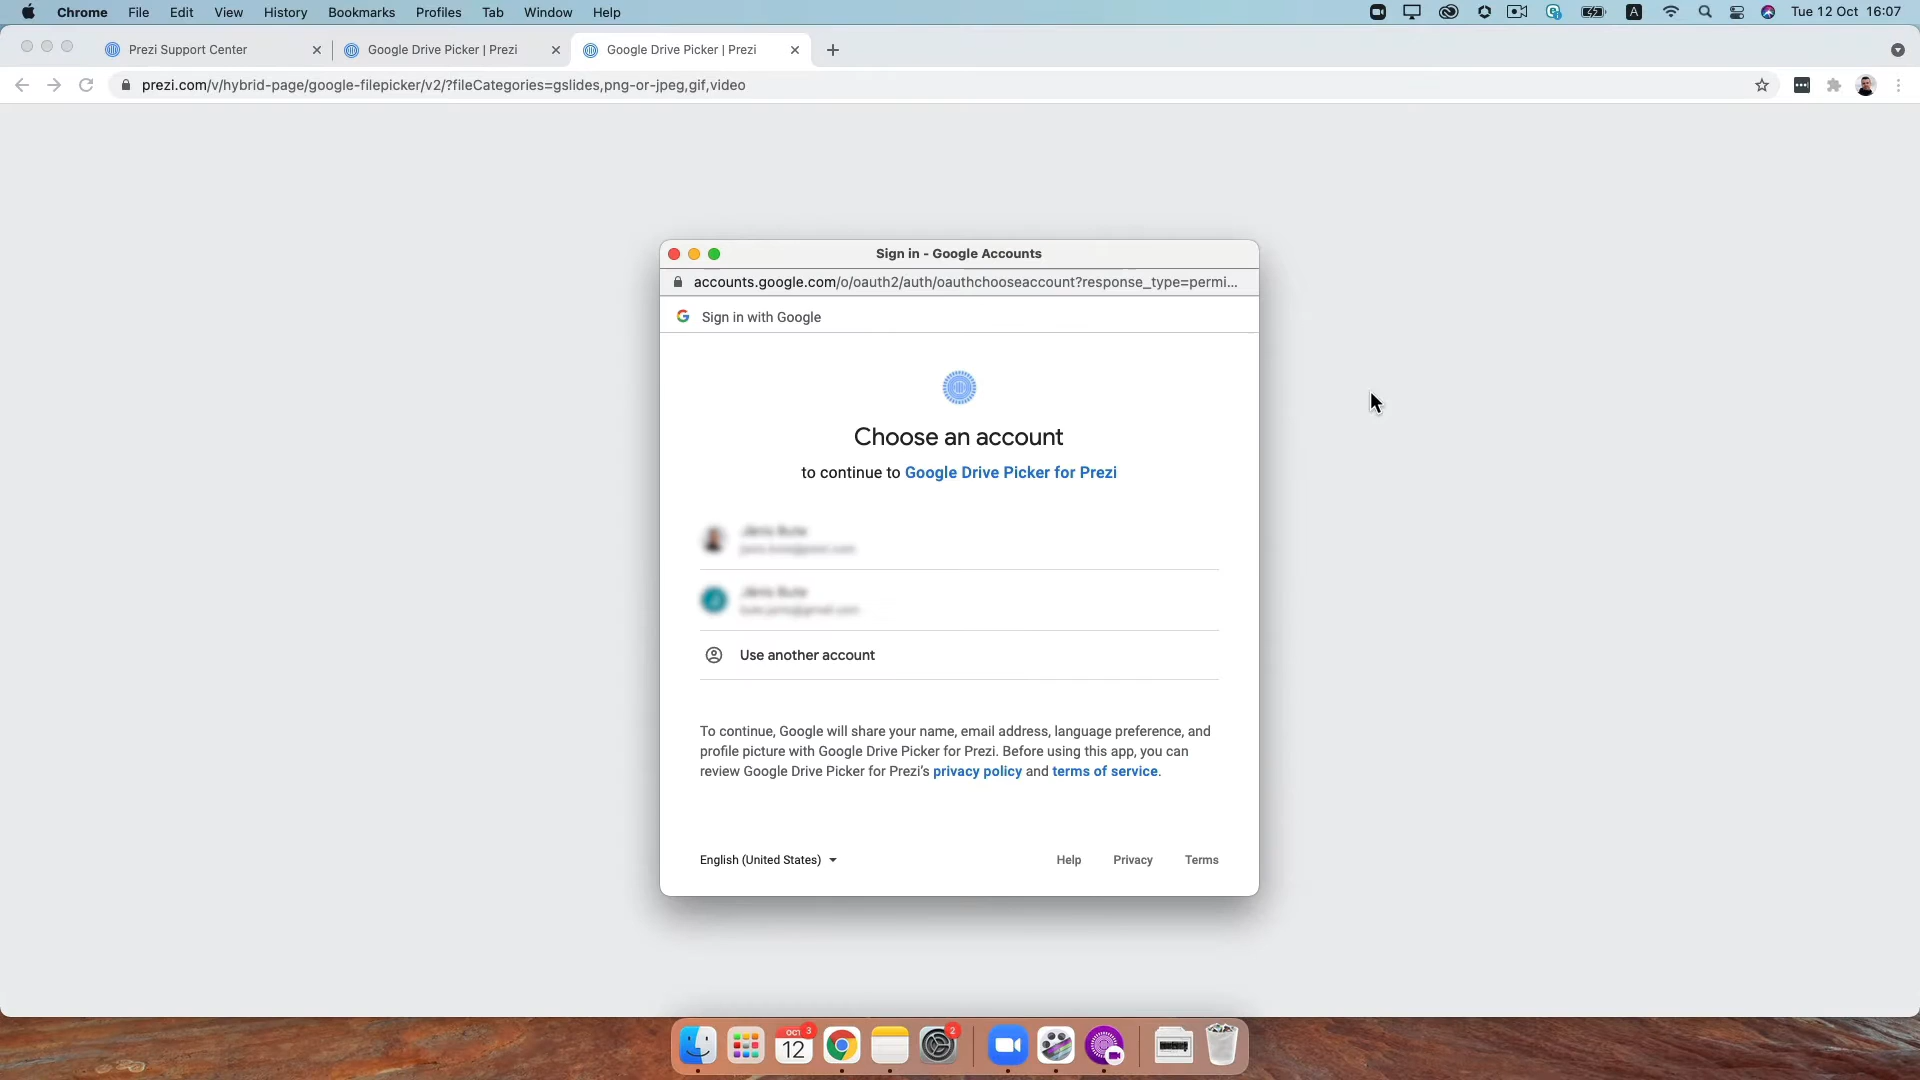 Chrome File Edit View History Bookmarks Profiles Tab Window Help A Tue 12 Oct 16:07
Prezi Support Center Google Drive Picker | Prezi Google Drive Picker | Prezi
prezi.com/v/hybrid-page/google-filepicker/v2/?fileCategories=gslides,png-or-jpeg,gif,video
Sign in - Google Accounts
accounts.google.com/o/oauth2/auth/oauthchooseaccount?response_type=permi...
Sign in with Google
Choose an account
to continue to Google Drive Picker for Prezi
Use another account
To continue, Google will share your name, email address, language preference, and
profile picture with Google Drive Picker for Prezi. Before using this app, you can
review Google Drive Picker for Prezi's privacy policy and terms of service.
English (United States) Help Privacy Terms
OCT 3 2
12